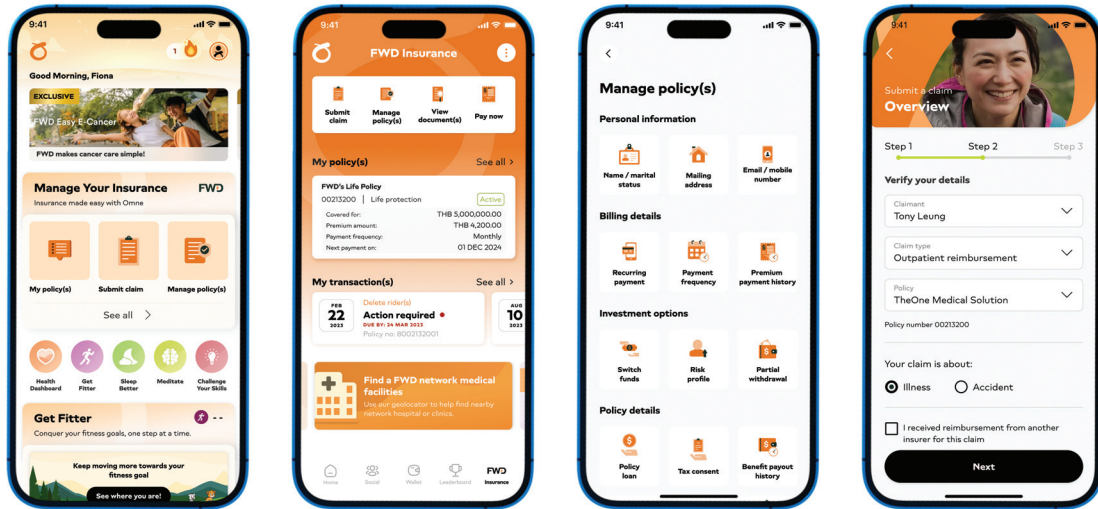 9:41
1
Good Morning, Fiona
EXCLUSIVE
FWD Easy E-Cancer
FWD makes cancer care simple!
Manage Your Insurance
FWD
Insurance made easy with Omne
My policy(s)
Submit claim
Manage policy(s)
See all >
Health
Dashboard
Get
Fitter
Sleep
Better
Meditate
Challenge
Your Skills
Get Fitter
--
Conquer your fitness goals, one step at a time.
Keep moving more towards your
fitness goal
See where you are!
9:41
FWD Insurance
Submit
claim
Manage
policy(s)
View
document(s)
Pay now
My policy(s)
See all >
FWD's Life Policy
00213200 | Life protection
Active
Covered for: THB 5,000,000.00
Premium amount: THB 4,200.00
Payment frequency: Monthly
Next payment on: 01 DEC 2024
My transaction(s)
See all >
FEB
22
2023
Delete rider(s)
Action required
DUE BY: 24 MAR 2023
Policy no: 8002132001
AUG
10
2023
Find a FWD network medical
facilities
Use our geolocator to help find nearby
network hospital or clinics.
Home
Social
Wallet
Leaderboard
FWD
Insurance
9:41
Manage policy(s)
Personal information
Name / marital
status
Mailing
address
Email / mobile
number
Billing details
Recurring
payment
Payment
frequency
Premium
payment history
Investment options
Switch
funds
Risk
profile
Partial
withdrawal
Policy details
Policy
loan
Tax consent
Benefit payout
history
9:41
Submit a claim
Overview
Step 1
Step 2
Step 3
Verify your details
Claimant
Tony Leung
Claim type
Outpatient reimbursement
Policy
TheOne Medical Solution
Policy number 00213200
Your claim is about:
Illness
Accident
I received reimbursement from another
insurer for this claim
Next